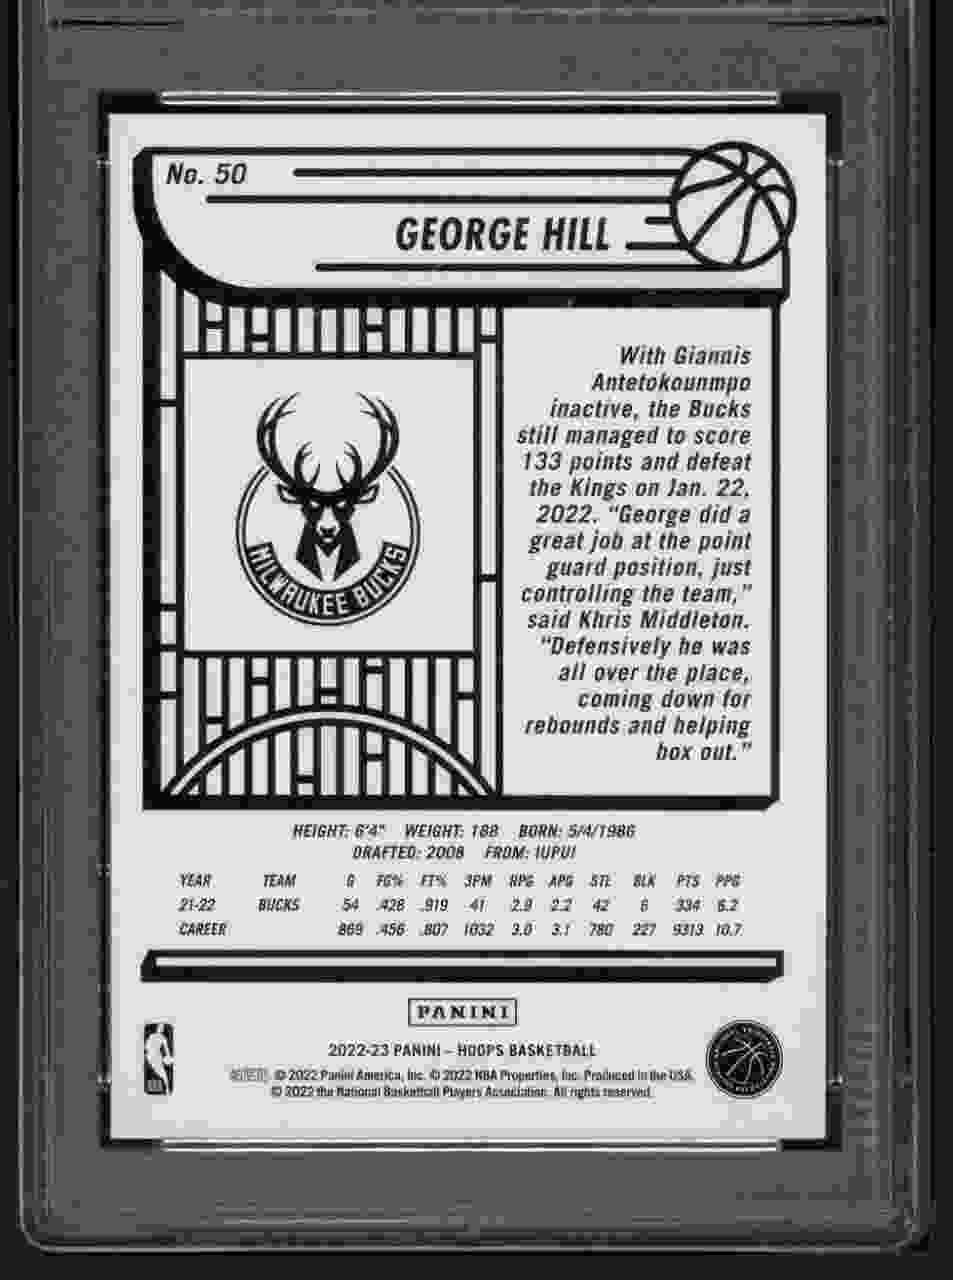 No. 50
GEORGE HILL
With Giannis
Antetokounmpo
inactive, the Bucks
still managed to score
133 points and defeat
the Kings on Jan. 22,
2022. "George did a
great job at the point
guard position, just
controlling the team,"
said Khris Middleton.
"Defensively he was
all over the place,
coming down for
rebounds and helping
box out."
MILWAUKEE BUCKS
HEIGHT: 6'4" WEIGHT: 188 BORN: 5/4/1986
DRAFTED: 2008 FROM: IUPUI
YEAR TEAM G FG% FT% 3PM RPG APG STL BLK PTS PPG
21-22 BUCKS 54 .428 .919 41 2.9 2.2 42 6 334 6.2
CAREER 869 .456 .807 1032 3.0 3.1 780 227 9313 10.7
PANINI
2022-23 PANINI – HOOPS BASKETBALL
© 2022 Panini America, Inc. © 2022 NBA Properties, Inc. Produced in the USA.
© 2022 the National Basketball Players Association. All rights reserved.